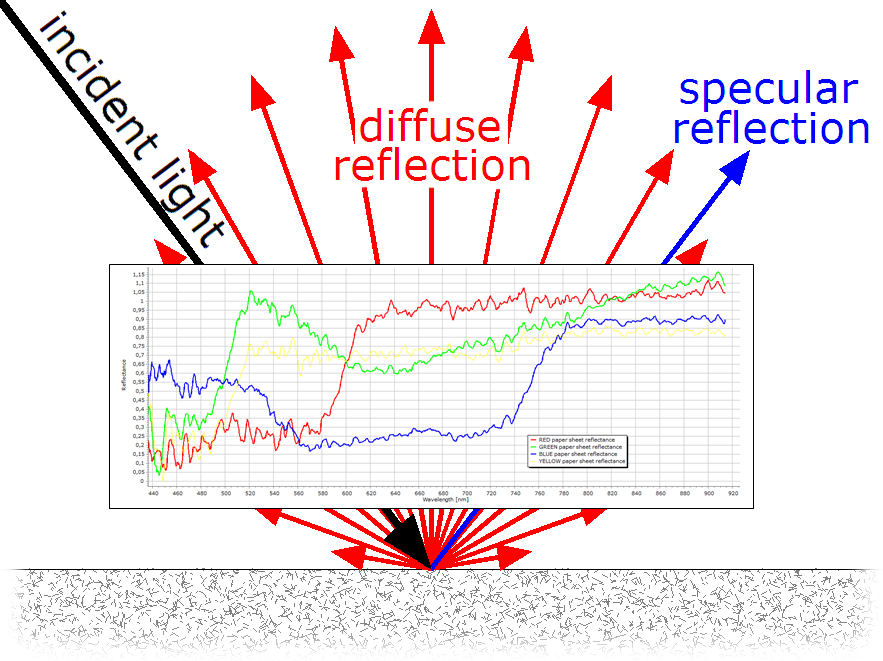 incident light
diffuse
reflection
specular
reflection
1,15
1,1
1,05
1
0,95
0,9
0,85
0,8
0,75
0,7
0,65
0,6
0,55
0,5
0,45
0,4
0,35
0,3
0,25
0,2
0,15
0,1
0,05
0
Reflectance
RED paper sheet reflectance
GREEN paper sheet reflectance
BLUE paper sheet reflectance
YELLOW paper sheet reflectance
440 460 480 500 520 540 560 580 600 620 640 660 680 700 720 740 760 780 800 820 840 860 880 900 920
Wavelength [nm]